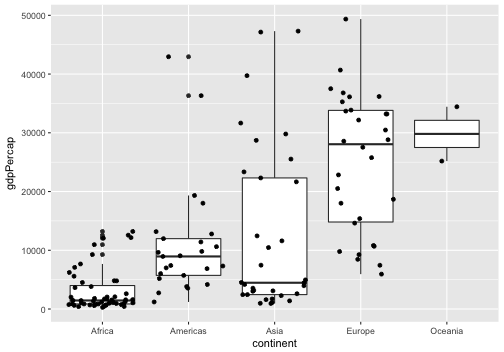 50000
40000
30000
20000
10000
0
gdpPercap
Africa
Americas
Asia
Europe
Oceania
continent